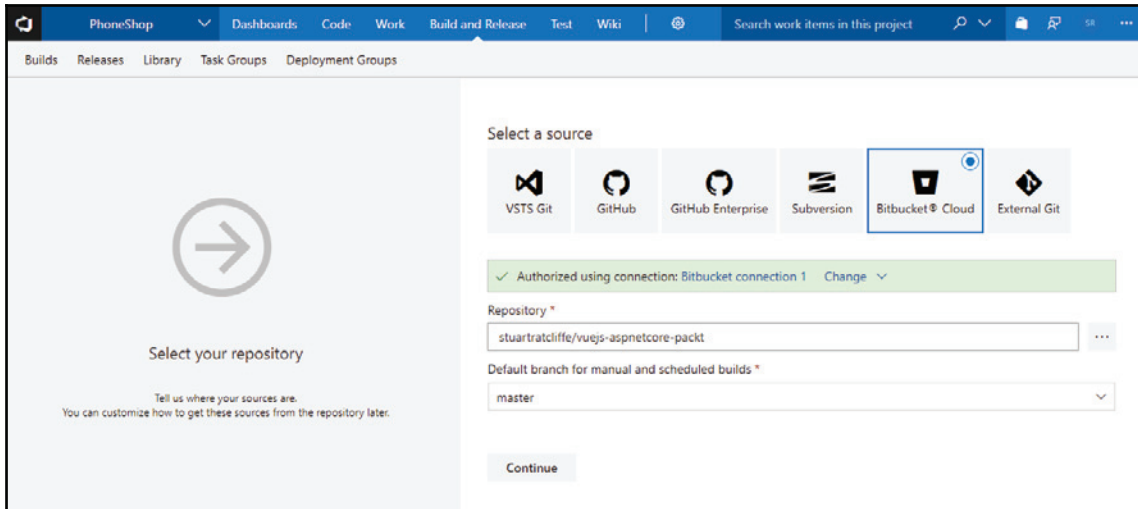 PhoneShop Dashboards Code Work Build and Release Test Wiki Search work items in this project SR ...
Builds Releases Library Task Groups Deployment Groups
Select your repository
Tell us where your sources are.
You can customize how to get these sources from the repository later.
Select a source
VSTS Git GitHub GitHub Enterprise Subversion Bitbucket® Cloud External Git
Authorized using connection: Bitbucket connection 1 Change
Repository *
stuartratcliffe/vuejs-aspnetcore-packt ...
Default branch for manual and scheduled builds *
master
Continue